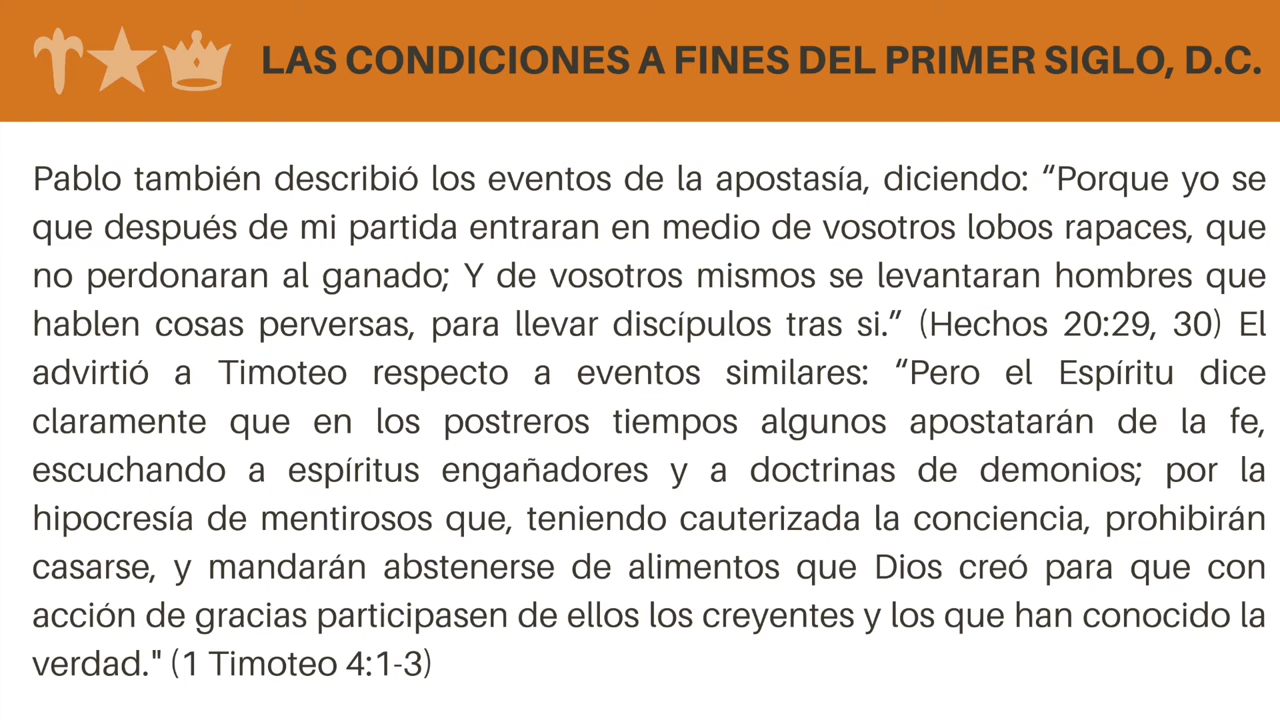 LAS CONDICIONES A FINES DEL PRIMER SIGLO, D.C.
Pablo también describió los eventos de la apostasía, diciendo: “Porque yo se
que después de mi partida entraran en medio de vosotros lobos rapaces, que
no perdonaran al ganado; Y de vosotros mismos se levantaran hombres que
hablen cosas perversas, para llevar discípulos tras si.” (Hechos 20:29, 30) El
advirtió a Timoteo respecto a eventos similares: “Pero el Espíritu dice
claramente que en los postreros tiempos algunos apostatarán de la fe,
escuchando a espíritus engañadores y a doctrinas de demonios; por la
hipocresía de mentirosos que, teniendo cauterizada la conciencia, prohibirán
casarse, y mandarán abstenerse de alimentos que Dios creó para que con
acción de gracias participasen de ellos los creyentes y los que han conocido la
verdad." (1 Timoteo 4:1-3)